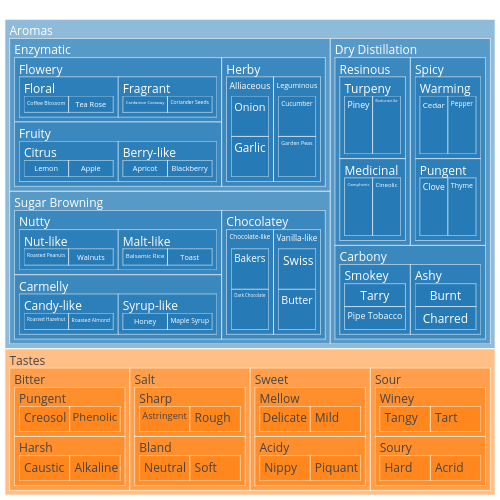 Aromas
Enzymatic
Flowery
Floral
Coffee Blossom
Tea Rose
Fragrant
Cardamom Caraway
Coriander Seeds
Fruity
Citrus
Lemon
Apple
Berry-like
Apricot
Blackberry
Herby
Alliaceous
Onion
Garlic
Leguminous
Cucumber
Garden Peas
Sugar Browning
Nutty
Nut-like
Roasted Peanuts
Walnuts
Malt-like
Balsamic Rice
Toast
Carmelly
Candy-like
Roasted Hazelnut
Roasted Almond
Syrup-like
Honey
Maple Syrup
Chocolatey
Chocolate-like
Bakers
Dark Chocolate
Vanilla-like
Swiss
Butter
Dry Distillation
Resinous
Turpeny
Piney
Medicinal
Camphoric
Cineolic
Spicy
Warming
Cedar
Pepper
Pungent
Clove
Thyme
Carbony
Smokey
Tarry
Pipe Tobacco
Ashy
Burnt
Charred
Tastes
Bitter
Pungent
Creosol
Phenolic
Harsh
Caustic
Alkaline
Salt
Sharp
Astringent
Rough
Bland
Neutral
Soft
Sweet
Mellow
Delicate
Mild
Acidy
Nippy
Piquant
Sour
Winey
Tangy
Tart
Soury
Hard
Acrid